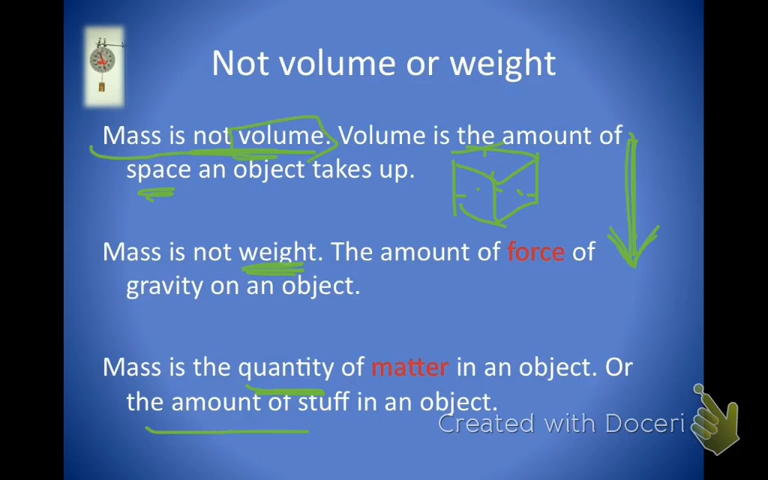 Not volume or weight
Mass is not volume. Volume is the amount of
space an object takes up.
Mass is not weight. The amount of force of
gravity on an object.
Mass is the quantity of matter in an object. Or
the amount of stuff in an object.
Created with Doceri